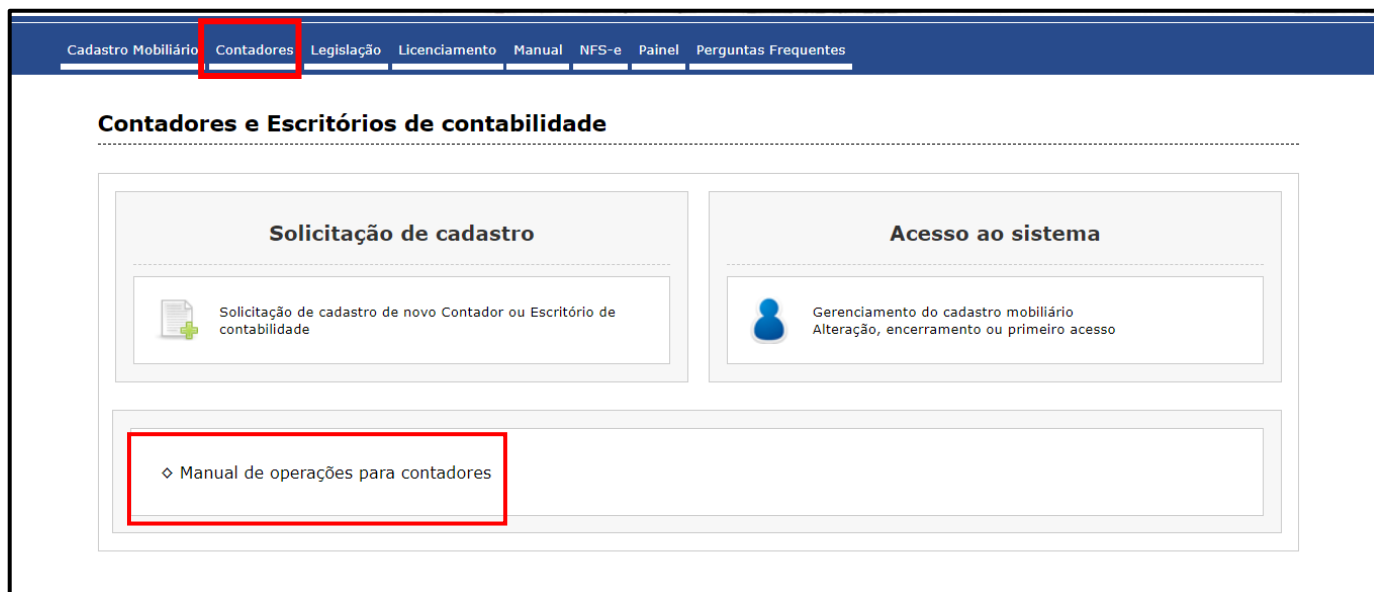 Cadastro Mobiliário Contadores Legislação Licenciamento Manual NFS-e Painel Perguntas Frequentes
Contadores e Escritórios de contabilidade
Solicitação de cadastro
Solicitação de cadastro de novo Contador ou Escritório de
contabilidade
Acesso ao sistema
Gerenciamento do cadastro mobiliário
Alteração, encerramento ou primeiro acesso
◇ Manual de operações para contadores